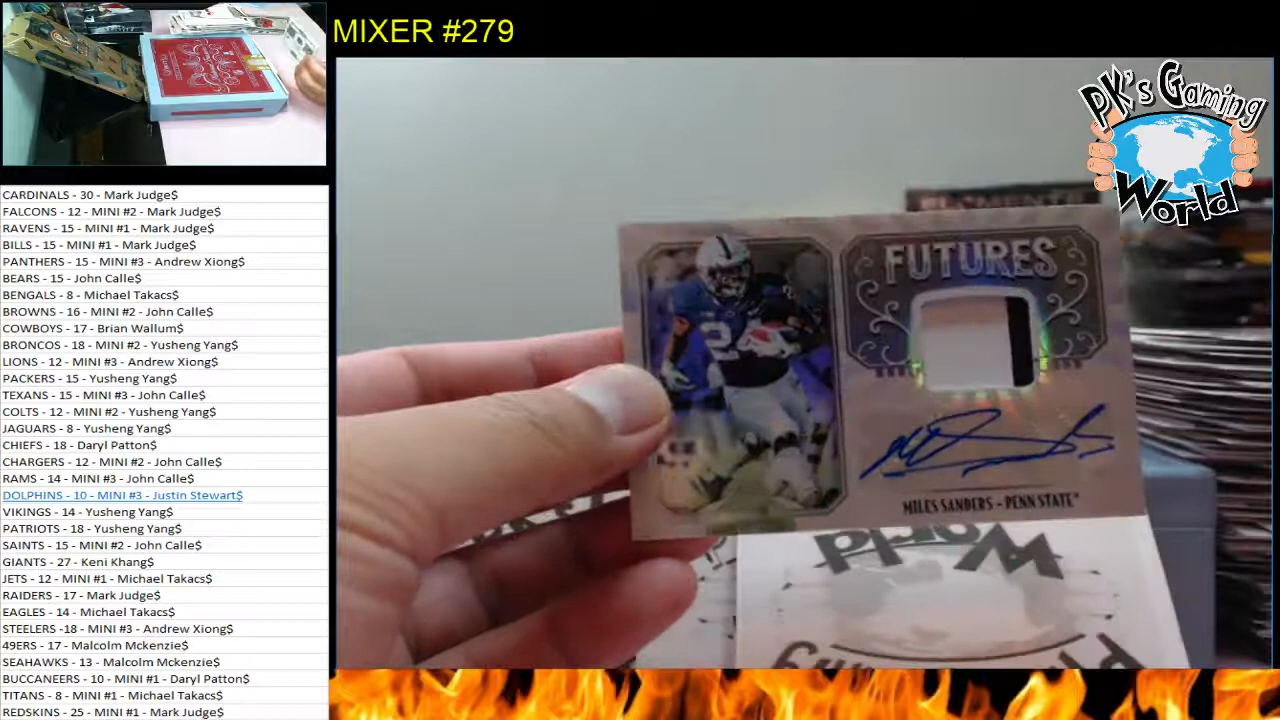 MIXER #279
PK's Gaming
World
CARDINALS - 30 - Mark Judge$
FALCONS - 12 - MINI #2 - Mark Judge$
RAVENS - 15 - MINI #1 - Mark Judge$
BILLS - 15 - MINI #1 - Mark Judge$
PANTHERS - 15 - MINI #3 - Andrew Xiong$
BEARS - 15 - John Calle$
BENGALS - 8 - Michael Takacs$
BROWNS - 16 - MINI #2 - John Calle$
COWBOYS - 17 - Brian Wallum$
BRONCOS - 18 - MINI #2 - Yusheng Yang$
LIONS - 12 - MINI #3 - Andrew Xiong$
PACKERS - 15 - Yusheng Yang$
TEXANS - 15 - MINI #3 - John Calle$
COLTS - 12 - MINI #2 - Yusheng Yang$
JAGUARS - 8 - Yusheng Yang$
CHIEFS - 18 - Daryl Patton$
CHARGERS - 12 - MINI #2 - John Calle$
RAMS - 14 - MINI #3 - John Calle$
DOLPHINS - 10 - MINI #3 - Justin Stewart$
VIKINGS - 14 - Yusheng Yang$
PATRIOTS - 18 - Yusheng Yang$
SAINTS - 15 - MINI #2 - John Calle$
GIANTS - 27 - Keni Khang$
JETS - 12 - MINI #1 - Michael Takacs$
RAIDERS - 17 - Mark Judge$
EAGLES - 14 - Michael Takacs$
STEELERS -18 - MINI #3 - Andrew Xiong$
49ERS - 17 - Malcolm Mckenzie$
SEAHAWKS - 13 - Malcolm Mckenzie$
BUCCANEERS - 10 - MINI #1 - Daryl Patton$
TITANS - 8 - MINI #1 - Michael Takacs$
REDSKINS - 25 - MINI #1 - Mark Judge$
FUTURES
24
MILES SANDERS - PENN STATE
World